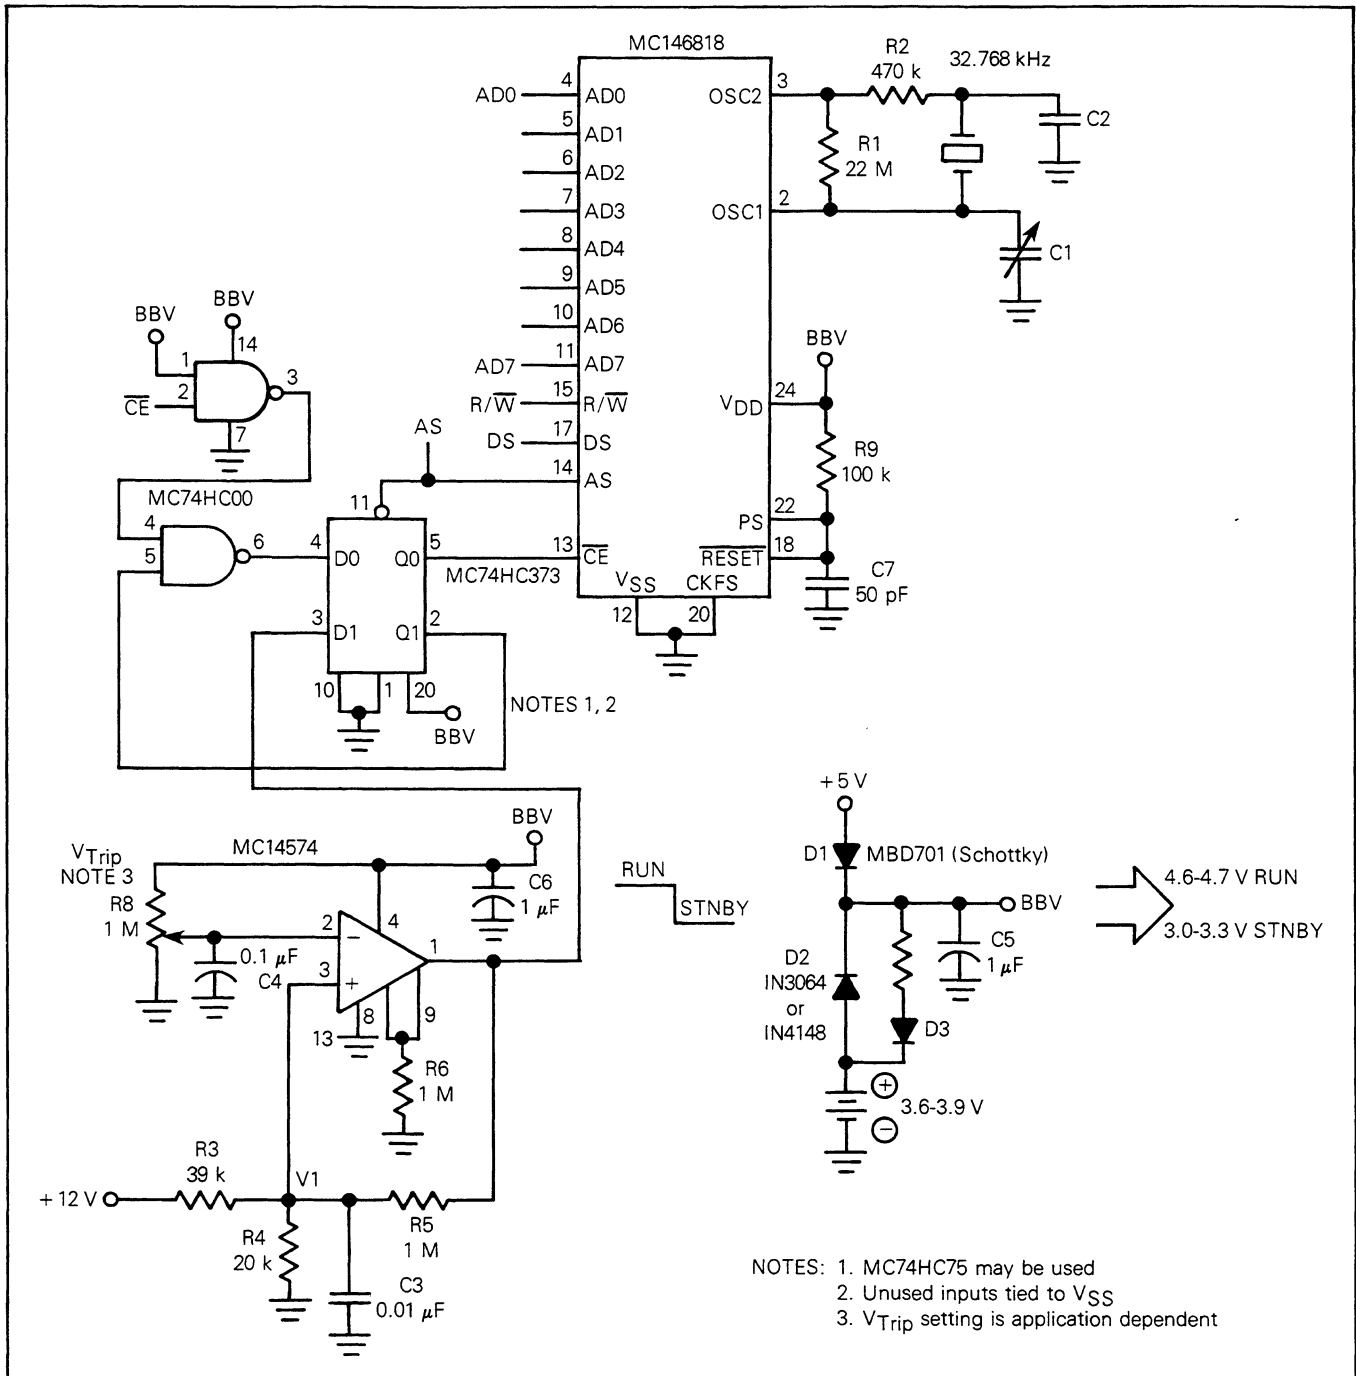 MC146818
R2
470 k
32.768 kHz
AD0
4
AD0
OSC2
3
C2
5
AD1
R1
22 M
6
AD2
7
AD3
OSC1
2
8
AD4
C1
9
AD5
10
AD6
AD7
11
AD7
R/W̅
15
R/W̅
DS
17
DS
AS
14
AS
13
C̅E̅
VSS
CKFS
12
20
BBV
VDD
24
R9
100 k
PS
22
R̅E̅S̅E̅T̅
18
C7
50 pF
BBV
BBV
14
1
3
C̅E̅
2
7
MC74HC00
4
5
6
11
4
D0
Q0
5
MC74HC373
3
D1
Q1
2
10
1
20
BBV
NOTES 1, 2
VTrip
NOTE 3
MC14574
BBV
R8
1 M
C6
1 μF
2
−
4
1
0.1 μF
C4
3
+
8
9
13
R6
1 M
R3
39 k
+12 V
V1
R4
20 k
R5
1 M
C3
0.01 μF
RUN
STNBY
+5 V
D1
MBD701 (Schottky)
BBV
4.6-4.7 V RUN
3.0-3.3 V STNBY
C5
1 μF
D2
IN3064
or
IN4148
D3
+
3.6-3.9 V
−
NOTES: 1. MC74HC75 may be used
2. Unused inputs tied to VSS
3. VTrip setting is application dependent